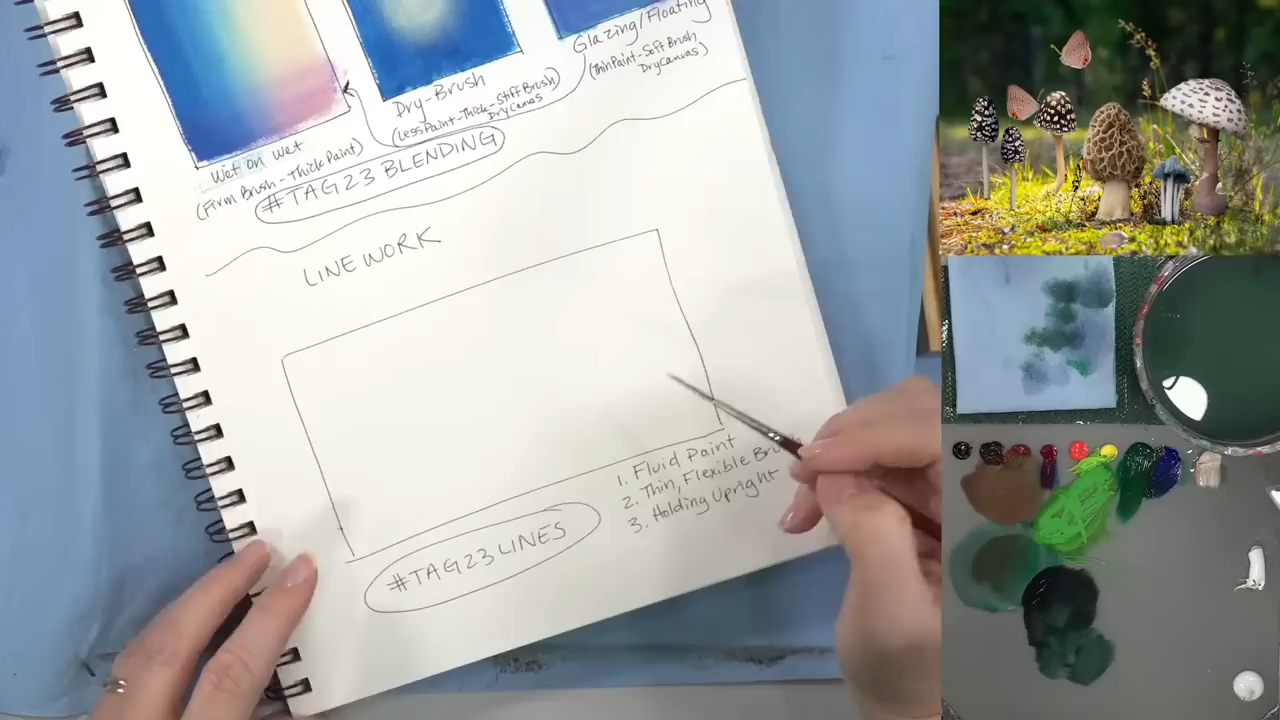 Glazing/Floating
(Thin Paint-Soft Brush
Dry Canvas)
Dry-Brush
(Less Paint-Thick-Stiff Brush)
Dry Canvas
Wet on Wet
(Firm Brush-Thick Paint)
#TAG23 BLENDING
LINE WORK
1. Fluid Paint
2. Thin, Flexible
3. Holding Upright
#TAG23 LINES